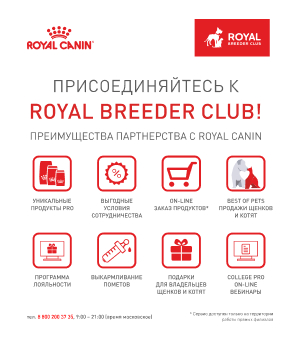 ROYAL CANIN
ROYAL
BREEDER CLUB
ПРИСОЕДИНЯЙТЕСЬ К
ROYAL BREEDER CLUB!
ПРЕИМУЩЕСТВА ПАРТНЕРСТВА С ROYAL CANIN
УНИКАЛЬНЫЕ
ПРОДУКТЫ PRO
ВЫГОДНЫЕ
УСЛОВИЯ
СОТРУДНИЧЕСТВА
ON-LINE
ЗАКАЗ ПРОДУКТОВ*
BEST OF PETS
ПРОДАЖИ ЩЕНКОВ
И КОТЯТ
ПРОГРАММА
ЛОЯЛЬНОСТИ
ВЫКАРМЛИВАНИЕ
ПОМЕТОВ
ПОДАРКИ
ДЛЯ ВЛАДЕЛЬЦЕВ
ЩЕНКОВ И КОТЯТ
COLLEGE PRO
ON-LINE
ВЕБИНАРЫ
тел. 8 800 200 37 35, 9:00 – 21:00 (время московское)
* Сервис доступен только на территории
работы прямых филиалов